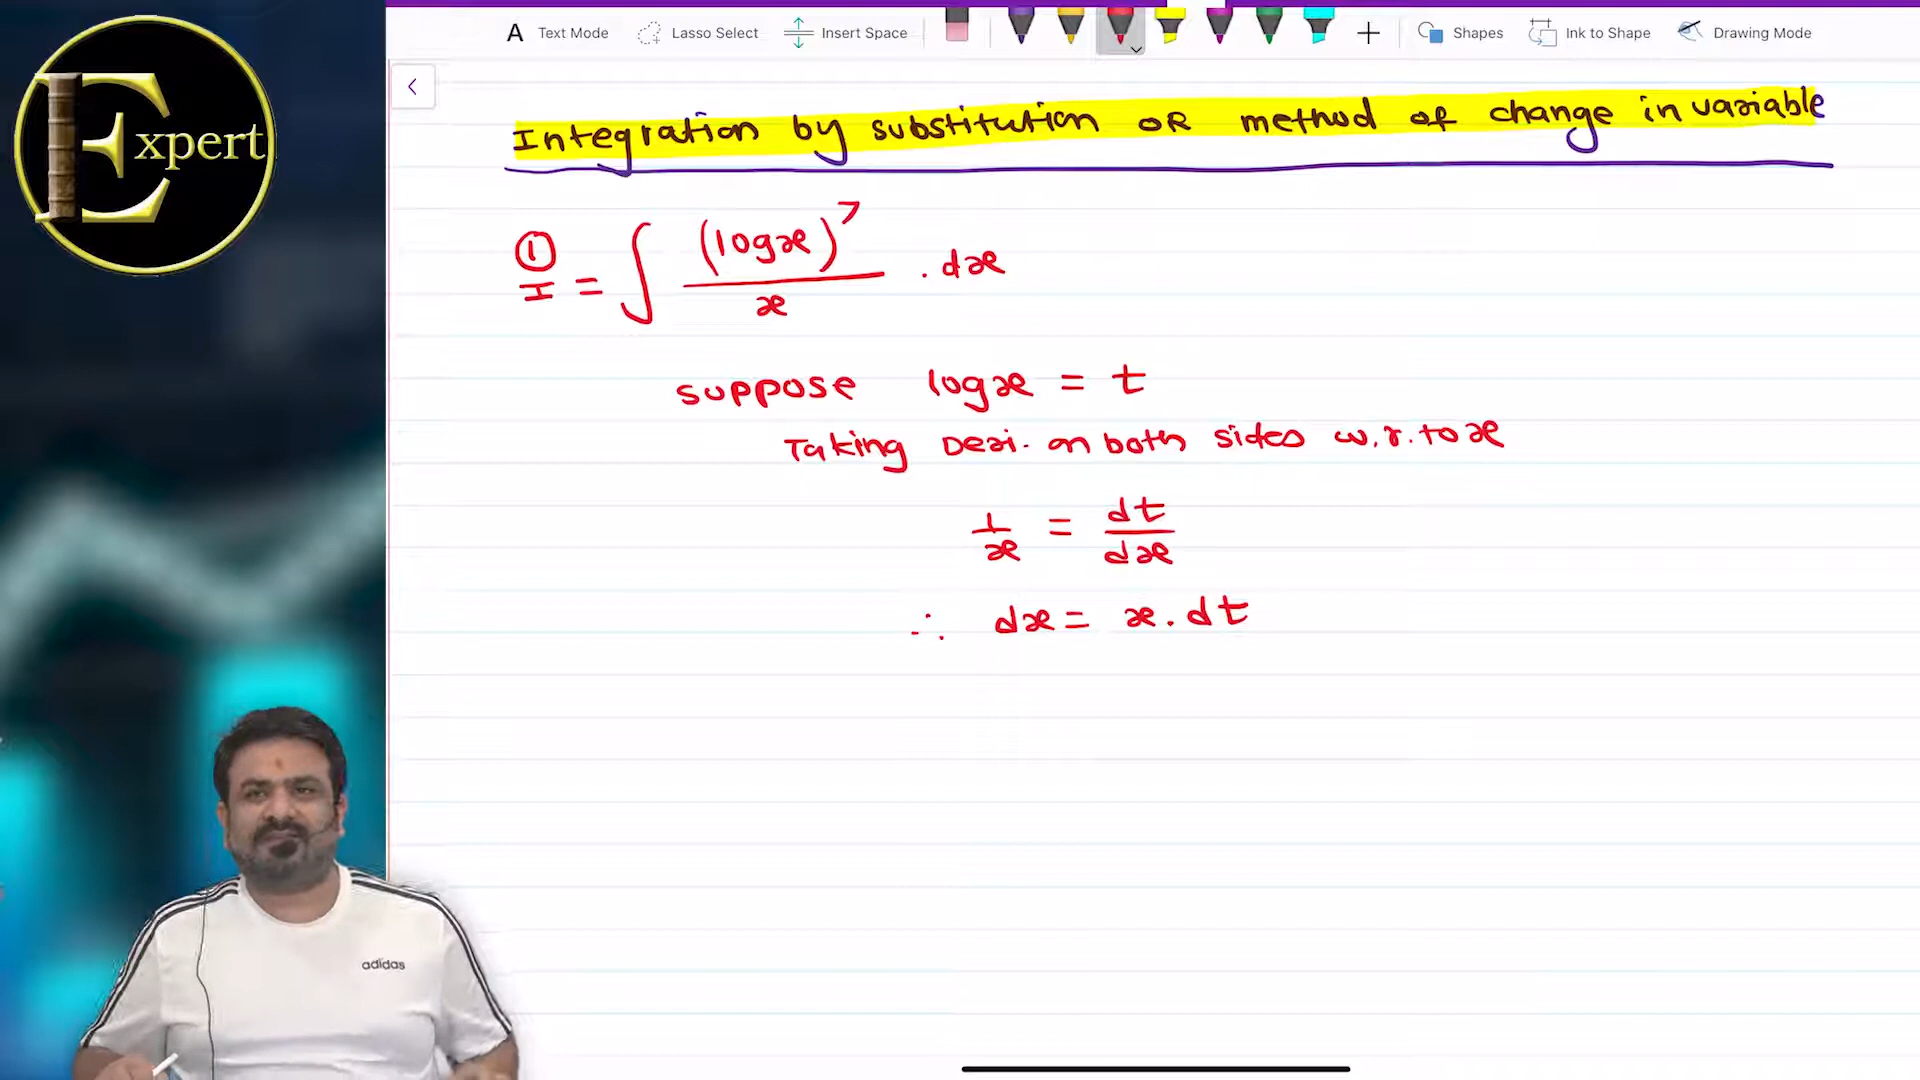 Text Mode Lasso Select Insert Space Shapes Ink to Shape Drawing Mode
Expert
Integration by substitution OR method of change in variable
① I = ∫ (logx)^7 / x . dx
suppose logx = t
Taking Deri. on both sides w.r.to x
1/x = dt/dx
∴ dx = x . dt
adidas